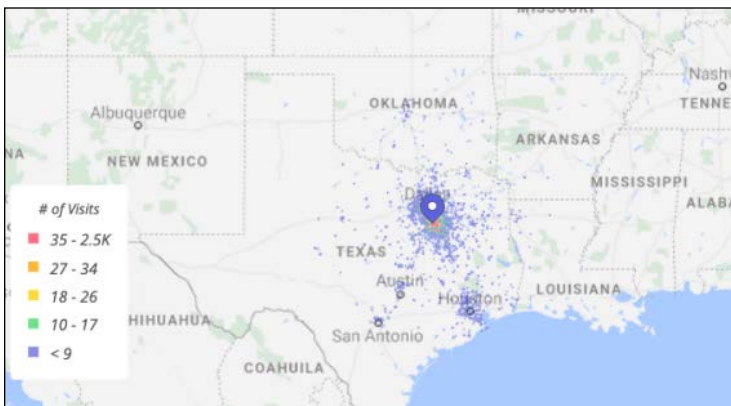 MISSOURI
Nashv
TENNE
OKLAHOMA
Albuquerque
ARKANSAS
NA
NEW MEXICO
MISSISSIPPI
ALABA
# of Visits
35 - 2.5K
27 - 34
18 - 26
10 - 17
< 9
TEXAS
Austin
Houston
LOUISIANA
San Antonio
HIHUAHUA
COAHUILA